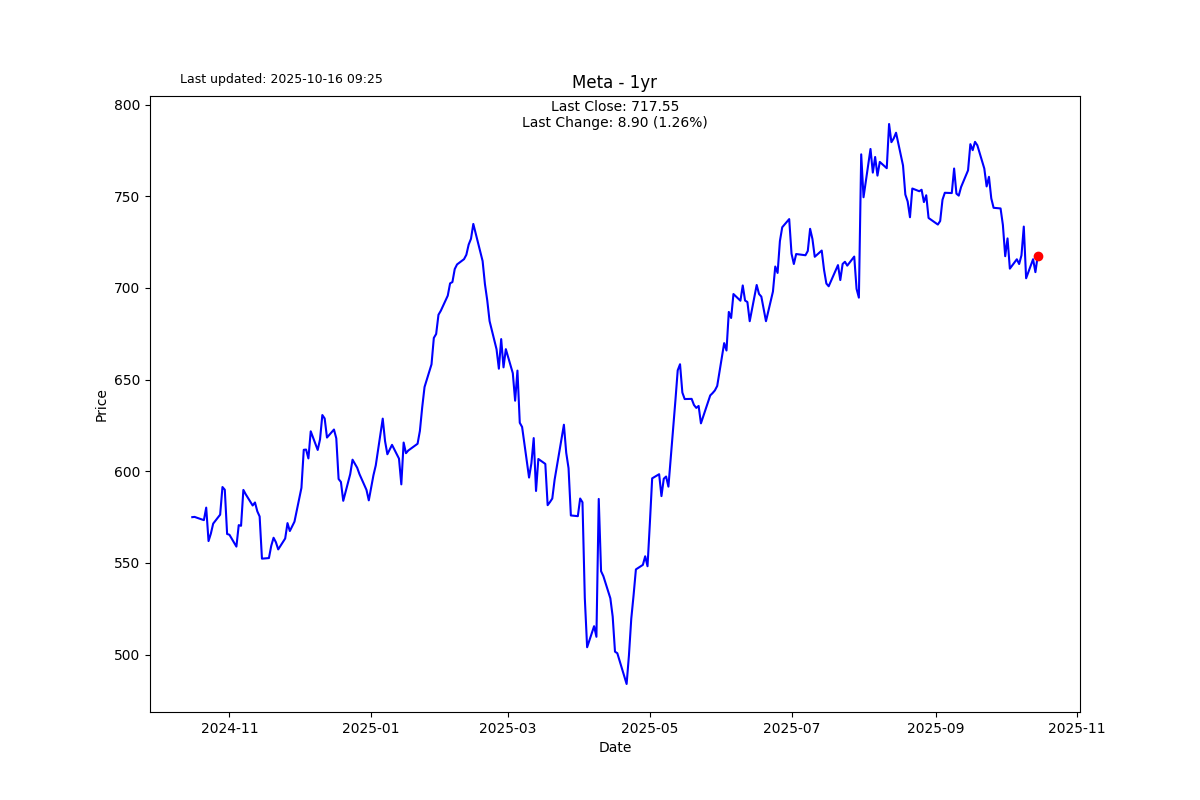 Last updated: 2025-10-16 09:25
Meta - 1yr
Last Close: 717.55
Last Change: 8.90 (1.26%)
800
750
700
650
600
550
500
Price
2024-11
2025-01
2025-03
2025-05
2025-07
2025-09
2025-11
Date